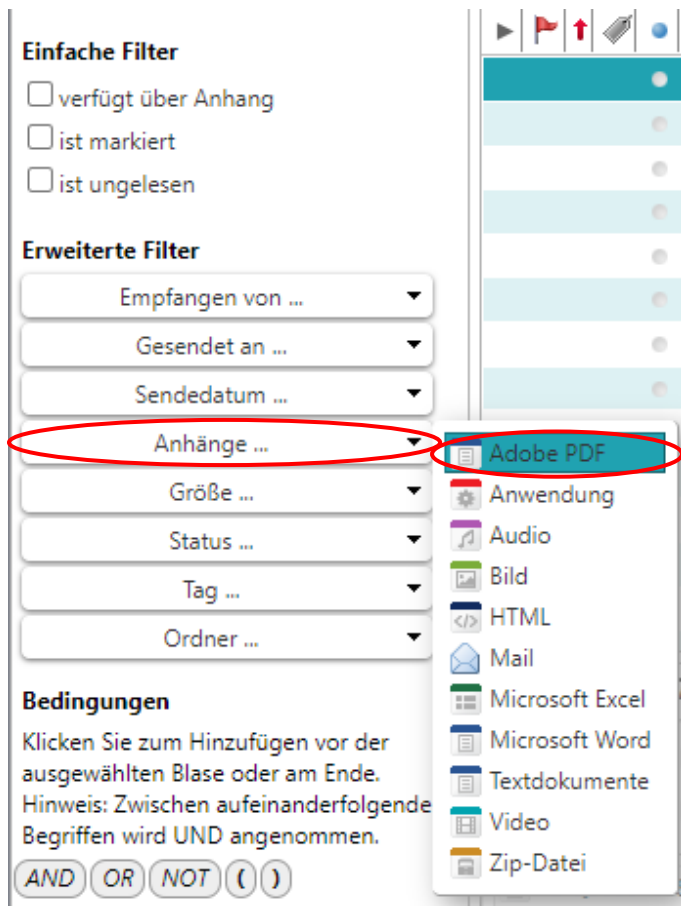 Einfache Filter
verfügt über Anhang
ist markiert
ist ungelesen
Erweiterte Filter
Empfangen von ...
Gesendet an ...
Sendedatum ...
Anhänge ...
Größe ...
Status ...
Tag ...
Ordner ...
Adobe PDF
Anwendung
Audio
Bild
HTML
Mail
Microsoft Excel
Microsoft Word
Textdokumente
Video
Zip-Datei
Bedingungen
Klicken Sie zum Hinzufügen vor der
ausgewählten Blase oder am Ende.
Hinweis: Zwischen aufeinanderfolgende
Begriffen wird UND angenommen.
AND OR NOT ( )